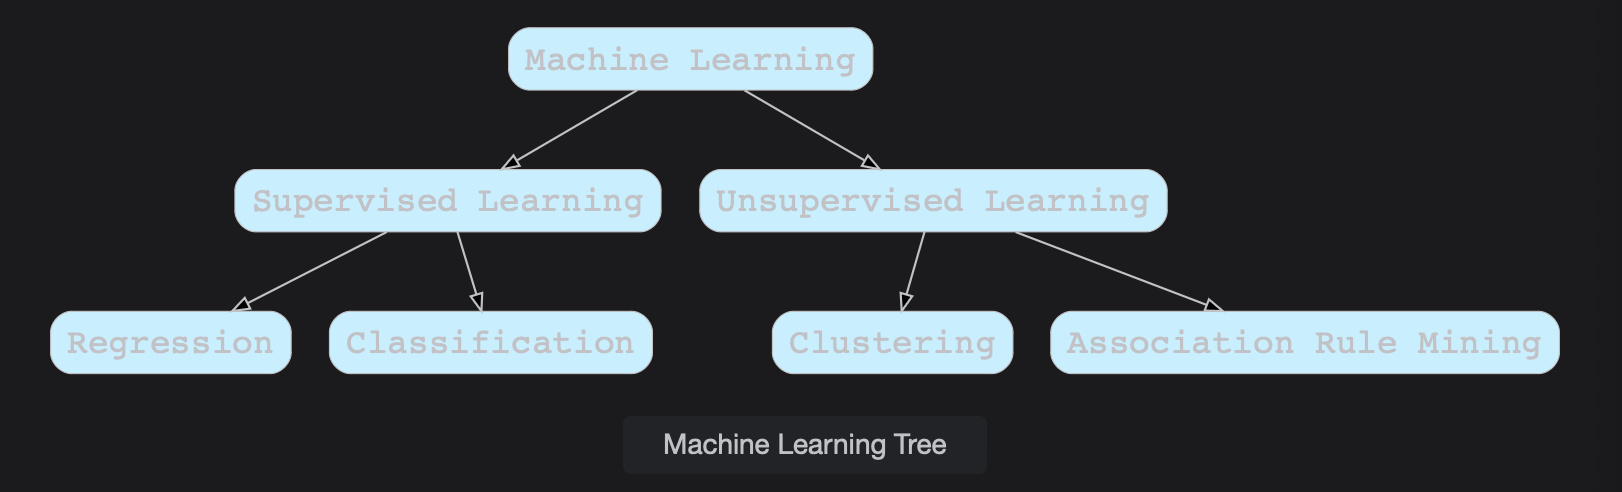 Machine Learning
Supervised Learning
Unsupervised Learning
Regression
Classification
Clustering
Association Rule Mining
Machine Learning Tree